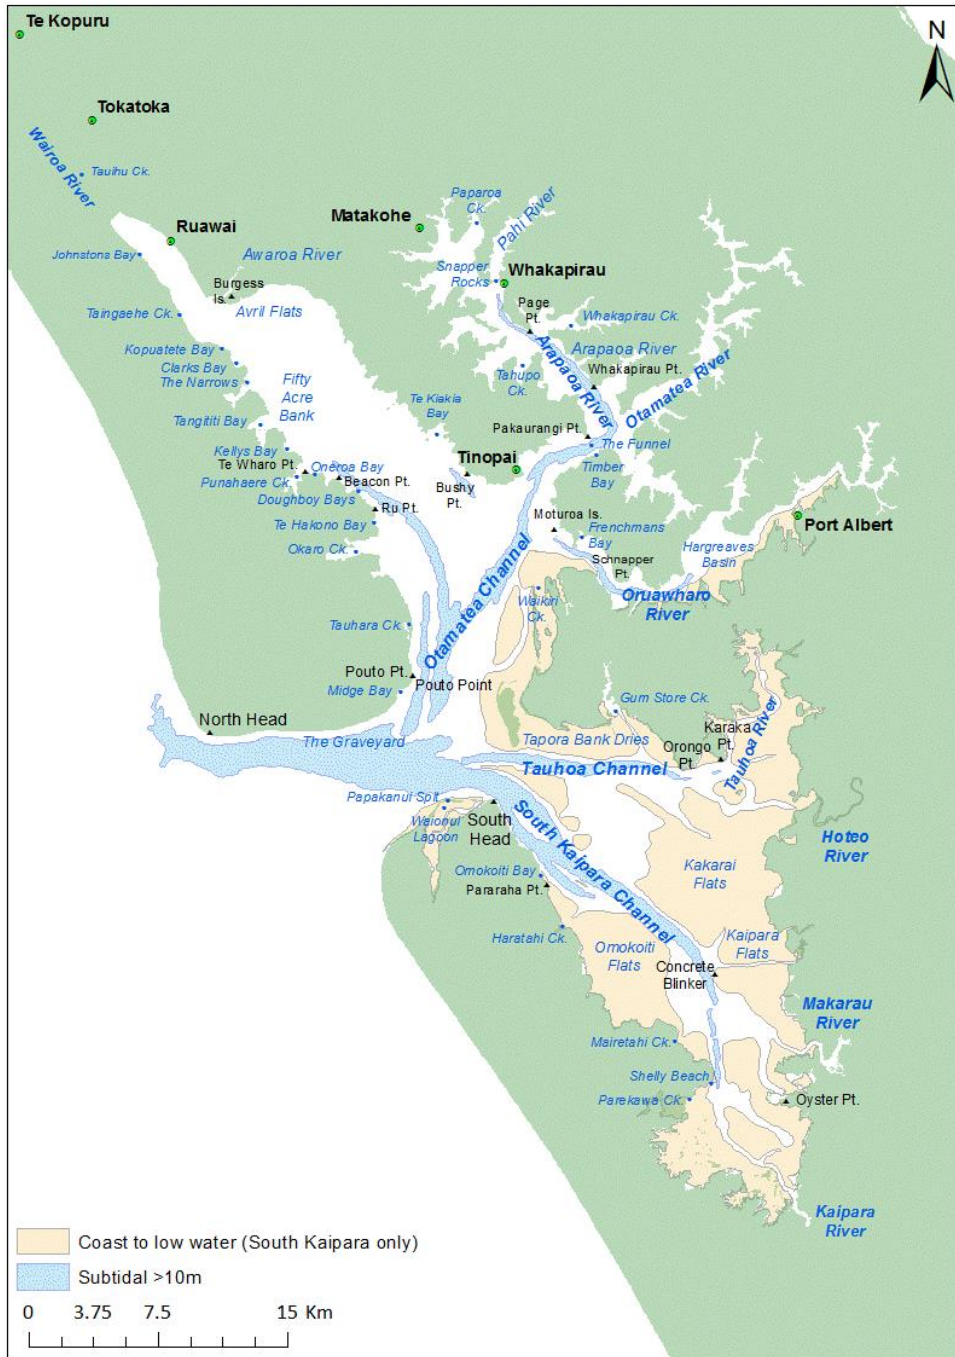 Te Kopuru
N
Tokatoka
Wairoa River
Tauihu Ck.
Paparoa
Ck.
Pahi River
Matakohe
Ruawai
Johnstons Bay
Awaroa River
Snapper
Rocks
Whakapirau
Burgess
Is.
Avril Flats
Page
Pt.
Taingaehe Ck.
Whakapirau Ck.
Kopuatete Bay
Arapaoa River
Arapaoa River
Clarks Bay
The Narrows
Fifty
Acre
Bank
Tahupo
Ck.
Whakapirau Pt.
Otamatea River
Te Kiakia
Bay
Tangititi Bay
Pakaurangi Pt.
The Funnel
Kellys Bay
Te Wharo Pt.
Oneroa Bay
Tinopai
Timber
Bay
Punahaere Ck.
Beacon Pt.
Bushy
Pt.
Doughboy Bays
Ru Pt.
Moturoa Is.
Port Albert
Te Hakono Bay
Frenchmans
Bay
Hargreaves
Basin
Okaro Ck.
Schnapper
Pt.
Otamatea Channel
Waikiri
Ck.
Oruawharo
River
Tauhara Ck.
Pouto Pt.
Pouto Point
Midge Bay
Gum Store Ck.
North Head
The Graveyard
Tapora Bank Dries
Karaka
Pt.
Orongo
Pt.
Tauhoa River
Tauhoa Channel
Papakanui Spit
Waionui
Lagoon
South
Head
South Kaipara Channel
Hoteo
River
Omokoiti Bay
Pararaha Pt.
Kakarai
Flats
Haratahi Ck.
Omokoiti
Flats
Kaipara
Flats
Concrete
Blinker
Makarau
River
Mairetahi Ck.
Shelly Beach
Parekawa Ck.
Oyster Pt.
Kaipara
River
Coast to low water (South Kaipara only)
Subtidal >10m
0 3.75 7.5 15 Km